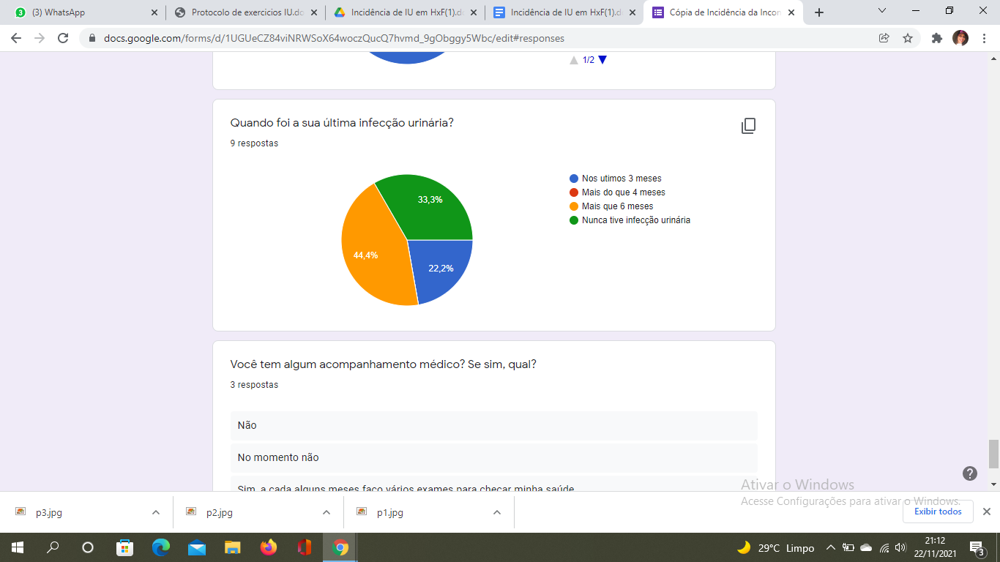 (3) WhatsApp
Protocolo de exercicios IU.do
Incidência de IU em HxF(1).d
Incidência de IU em HxF(1).d
Cópia de Incidência da Incon
docs.google.com/forms/d/1UGUeCZ84viNRWSoX64woczQucQ7hvmd_9gObggy5Wbc/edit#responses
1/2
Quando foi a sua última infecção urinária?
9 respostas
33,3%
44,4%
22,2%
Nos utimos 3 meses
Mais do que 4 meses
Mais que 6 meses
Nunca tive infecção urinária
Você tem algum acompanhamento médico? Se sim, qual?
3 respostas
Não
No momento não
Sim, a cada alguns meses faço vários exames para checar minha saúde
Ativar o Windows
Acesse Configurações para ativar o Windows.
p3.jpg
p2.jpg
p1.jpg
Exibir todos
29°C Limpo
21:12
22/11/2021
3